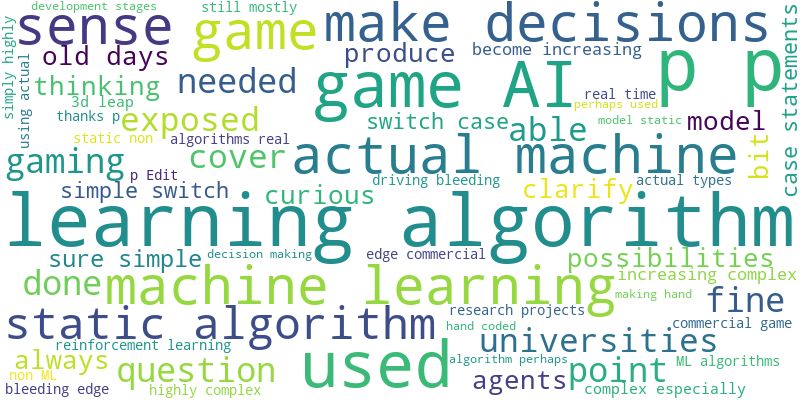 development stages
still mostly
simply highly
sense
game
make decisions
p p
case statements
old days
produce
become increasing
thinking
needed
game AI
real time
using actual
3d leap
perhaps used
thanks p
exposed
switch case
able
model static
model
static non
algorithms real
actual machine
bit
gaming
cover
p Edit
simple switch
curious
driving bleeding
clarify
actual types
learning algorithm
sure simple
decision making
edge commercial
possibilities
done
machine learning
increasing complex
making hand
fine
static algorithm
research projects
hand coded
commercial game
reinforcement learning
used
universities
always
question
algorithm perhaps
point
ML algorithms
non ML
agents
bleeding edge
highly complex
complex especially